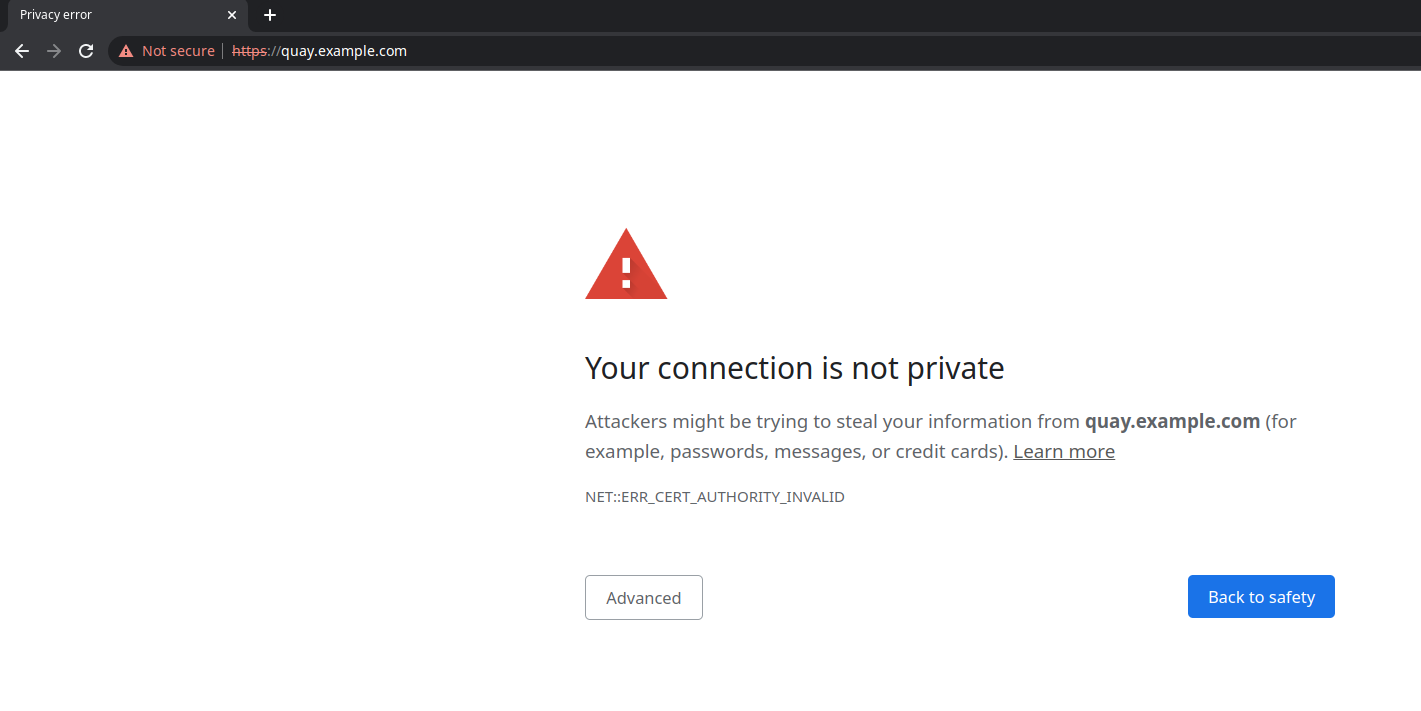 Privacy error
Not secure https://quay.example.com
Your connection is not private
Attackers might be trying to steal your information from quay.example.com (for
example, passwords, messages, or credit cards). Learn more
NET::ERR_CERT_AUTHORITY_INVALID
Advanced
Back to safety